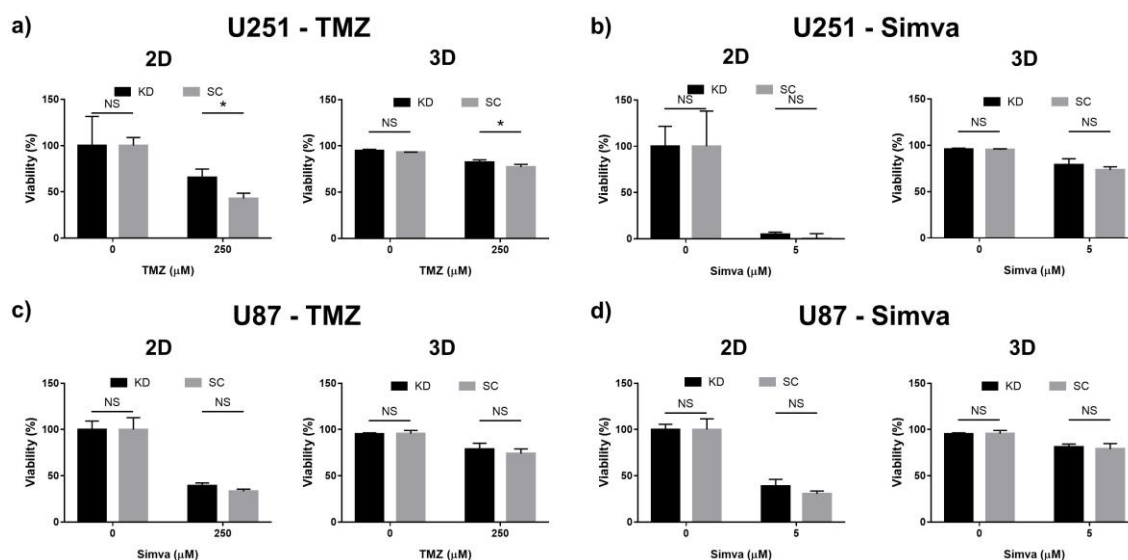 a)
U251 - TMZ
2D
KD
SC
NS
*
150
100
50
0
Viability (%)
0
250
TMZ (µM)
3D
KD
SC
NS
*
150
100
50
0
Viability (%)
0
250
TMZ (µM)
b)
U251 - Simva
2D
KD
SC
NS
NS
150
100
50
0
Viability (%)
0
5
Simva (µM)
3D
KD
SC
NS
NS
150
100
50
0
Viability (%)
0
5
Simva (µM)
c)
U87 - TMZ
2D
KD
SC
NS
NS
150
100
50
0
Viability (%)
0
250
Simva (µM)
3D
KD
SC
NS
NS
150
100
50
0
Viability (%)
0
250
TMZ (µM)
d)
U87 - Simva
2D
KD
SC
NS
NS
150
100
50
0
Viability (%)
0
5
Simva (µM)
3D
KD
SC
NS
NS
150
100
50
0
Viability (%)
0
5
Simva (µM)